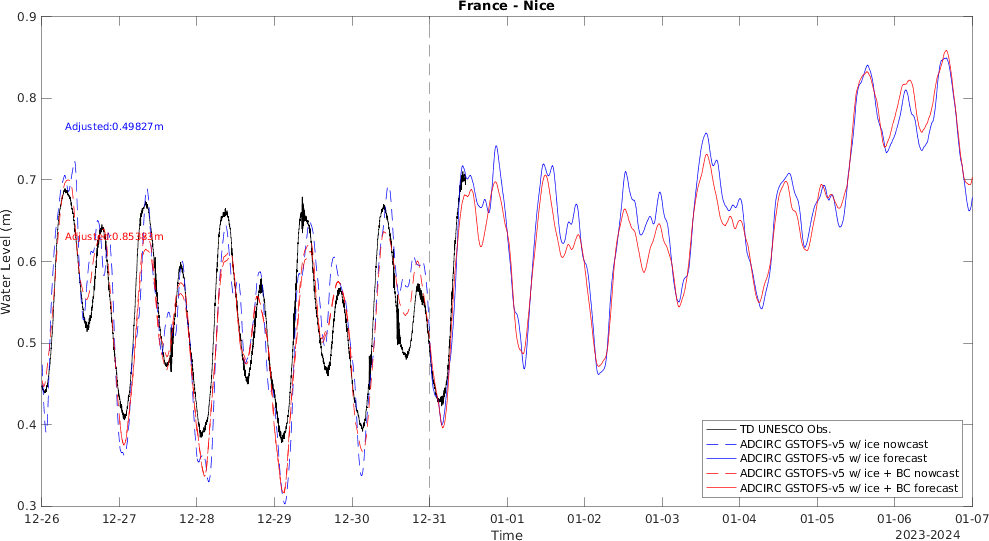 France - Nice
0.9
0.8
0.7
0.6
0.5
0.4
0.3
Water Level (m)
Adjusted:0.49827m
Adjusted:0.85383m
TD UNESCO Obs.
ADCIRC GSTOFS-v5 w/ ice nowcast
ADCIRC GSTOFS-v5 w/ ice forecast
ADCIRC GSTOFS-v5 w/ ice + BC nowcast
ADCIRC GSTOFS-v5 w/ ice + BC forecast
12-26 12-27 12-28 12-29 12-30 12-31 01-01 01-02 01-03 01-04 01-05 01-06 01-07
Time
2023-2024